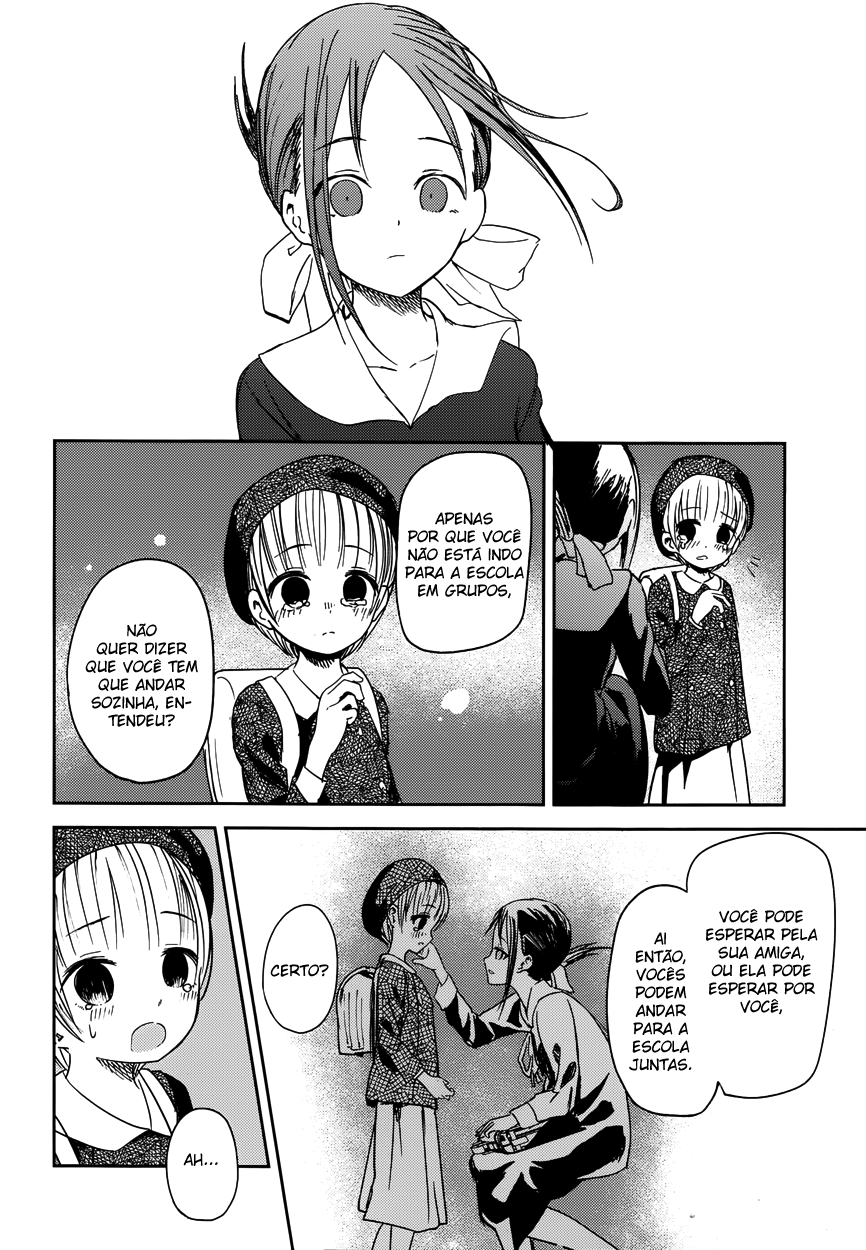 APENAS
POR QUE VOCÊ
NÃO ESTÁ INDO
PARA A ESCOLA
EM GRUPOS,
NÃO
QUER DIZER
QUE VOCÊ TEM
QUE ANDAR
SOZINHA, EN-
TENDEU?
VOCÊ PODE
ESPERAR PELA
SUA AMIGA,
OU ELA PODE
ESPERAR POR
VOCÊ,
AI
ENTÃO,
VOCÊS
PODEM
ANDAR
PARA A
ESCOLA
JUNTAS.
CERTO?
AH...